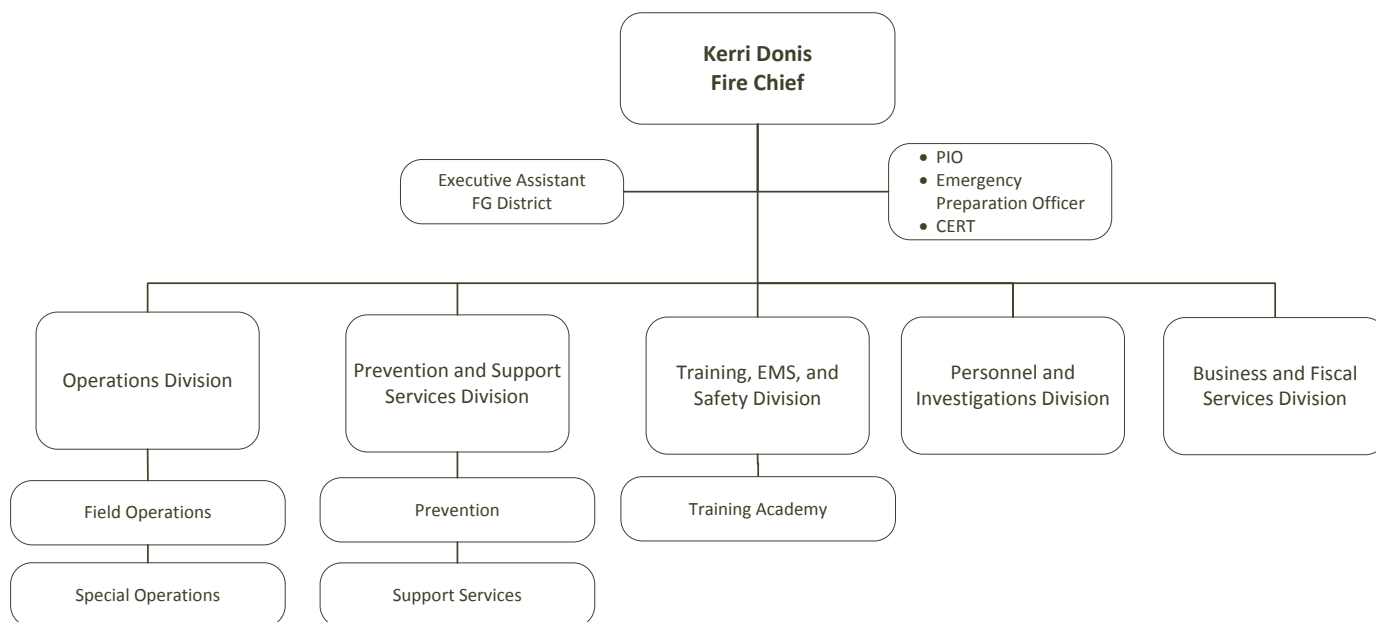 Kerri Donis
Fire Chief
Executive Assistant
FG District
• PIO
• Emergency
Preparation Officer
• CERT
Operations Division
Prevention and Support
Services Division
Training, EMS, and
Safety Division
Personnel and
Investigations Division
Business and Fiscal
Services Division
Field Operations
Prevention
Training Academy
Special Operations
Support Services